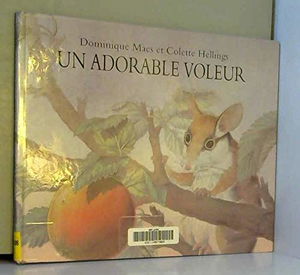 Dominique Maes et Colette Hellings
UN ADORABLE VOLEUR